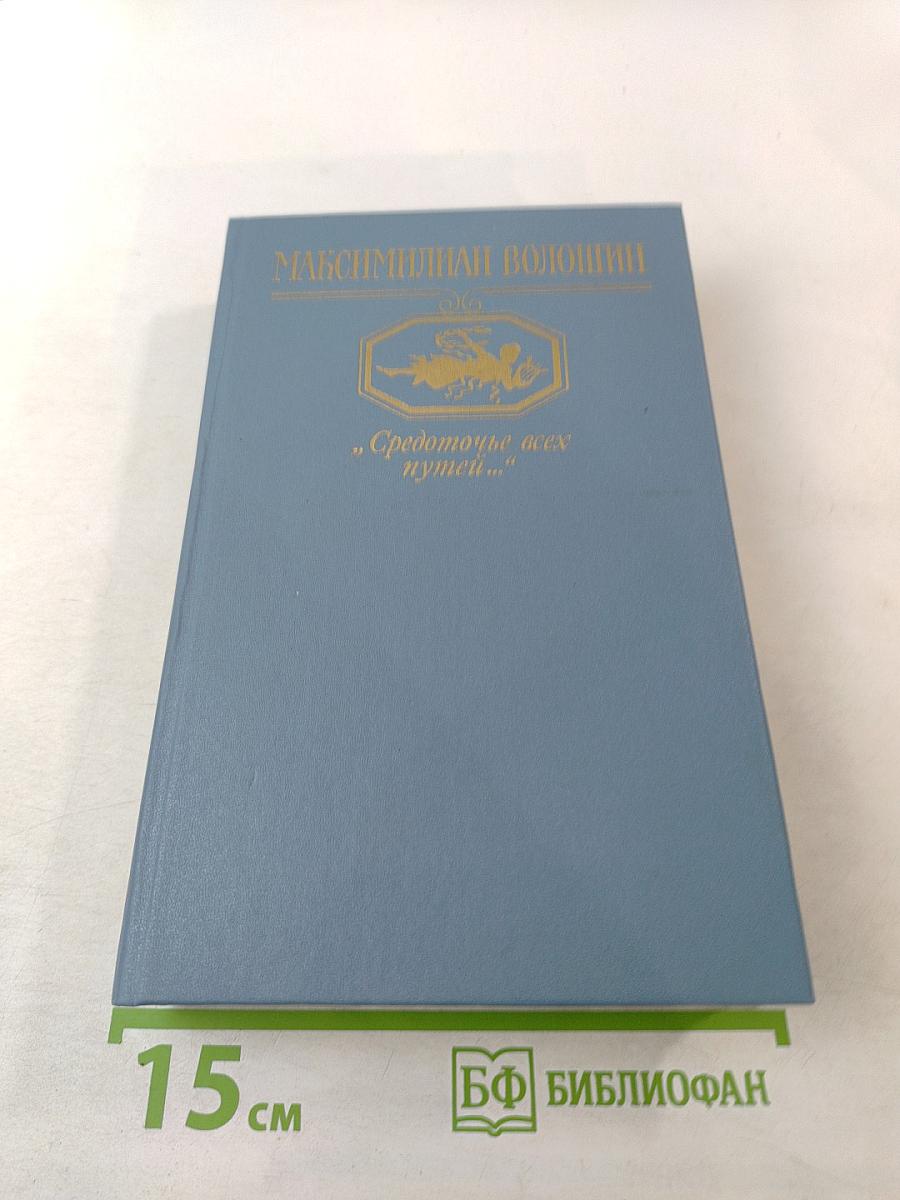 МАКСИМИЛИАН ВОЛОШИН
„Средоточье всех
путей..."
15 см
БФ БИБЛИОФАН